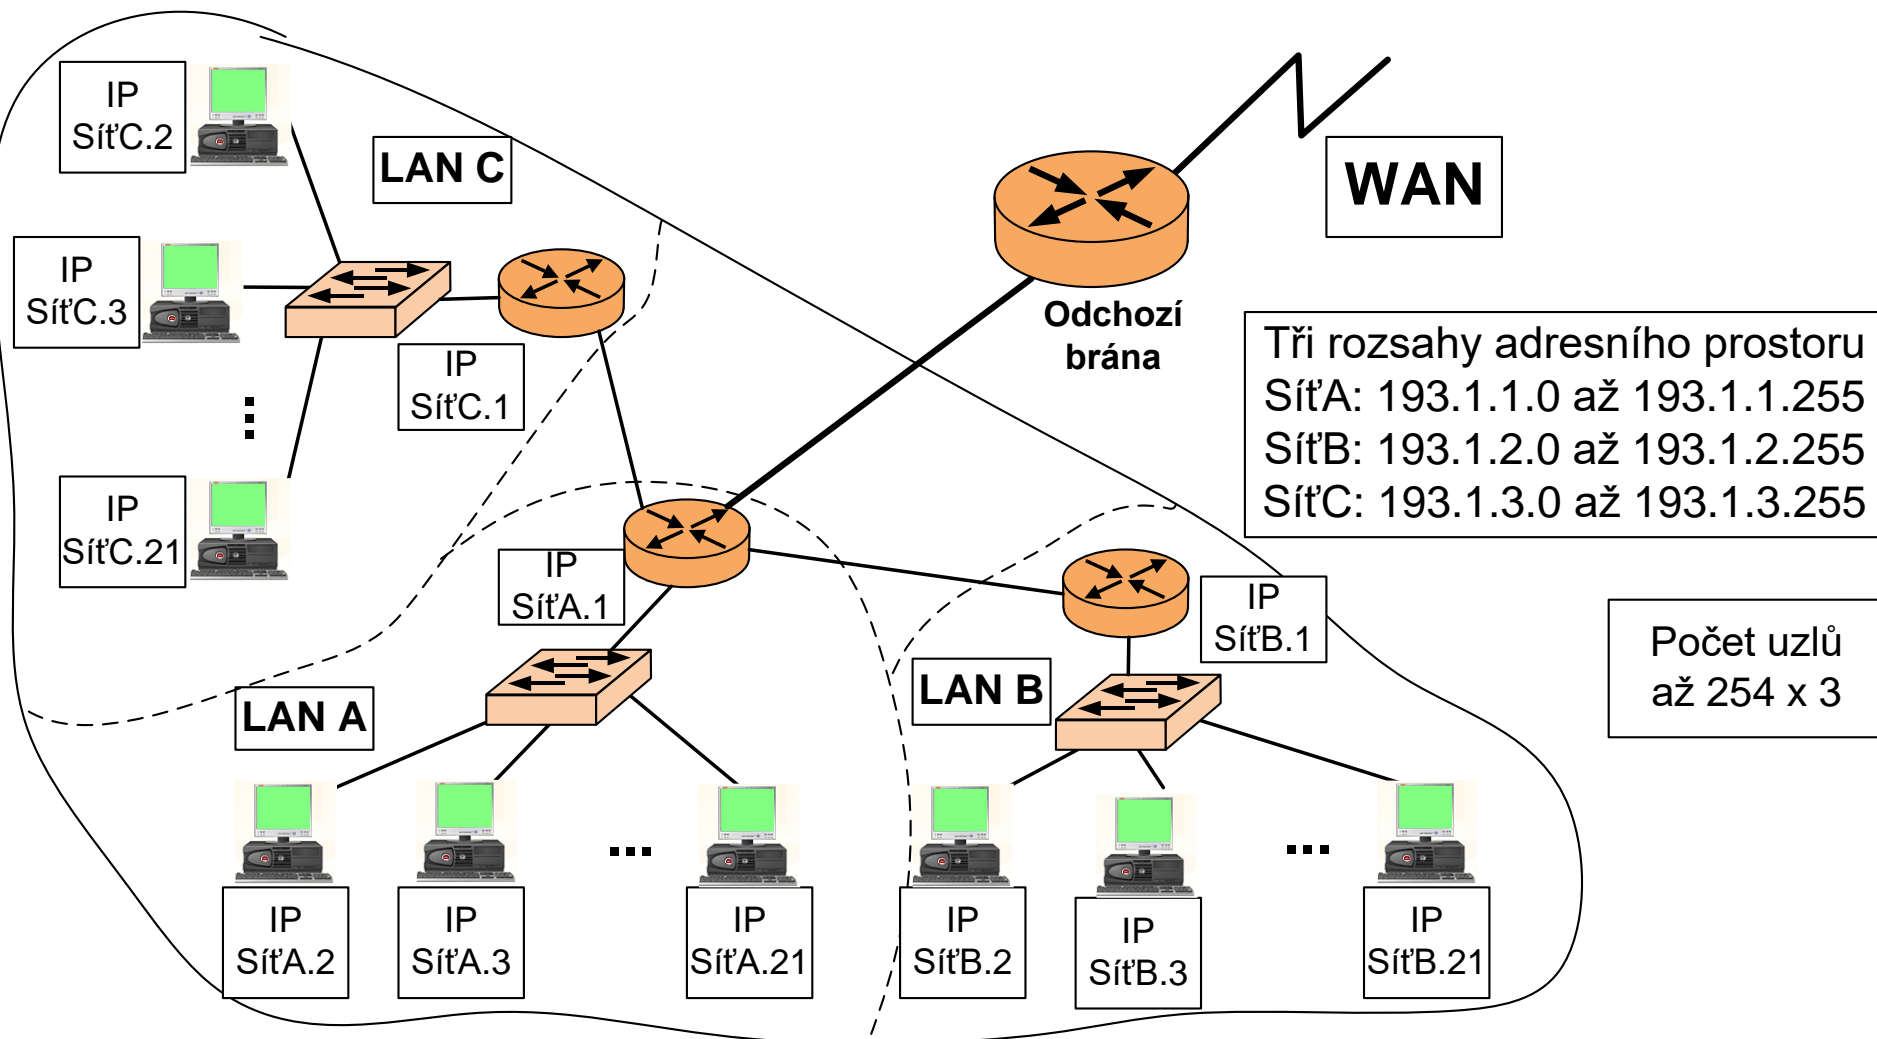 IP
SíťC.2
LAN C
WAN
IP
SíťC.3
Odchozí
brána
IP
SíťC.1
Tři rozsahy adresního prostoru
SíťA: 193.1.1.0 až 193.1.1.255
SíťB: 193.1.2.0 až 193.1.2.255
SíťC: 193.1.3.0 až 193.1.3.255
IP
SíťC.21
IP
SíťA.1
IP
SíťB.1
Počet uzlů
až 254 x 3
LAN A
LAN B
IP
SíťA.2
IP
SíťA.3
IP
SíťA.21
IP
SíťB.2
IP
SíťB.3
IP
SíťB.21